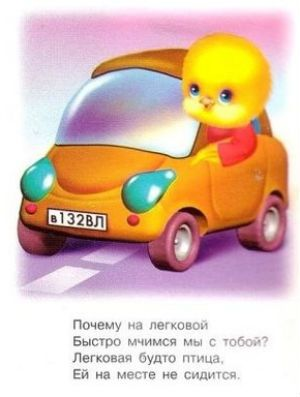 в132ВЛ
Почему на легковой
Быстро мчимся мы с тобой?
Легковая будто птица,
Ей на месте не сидится.